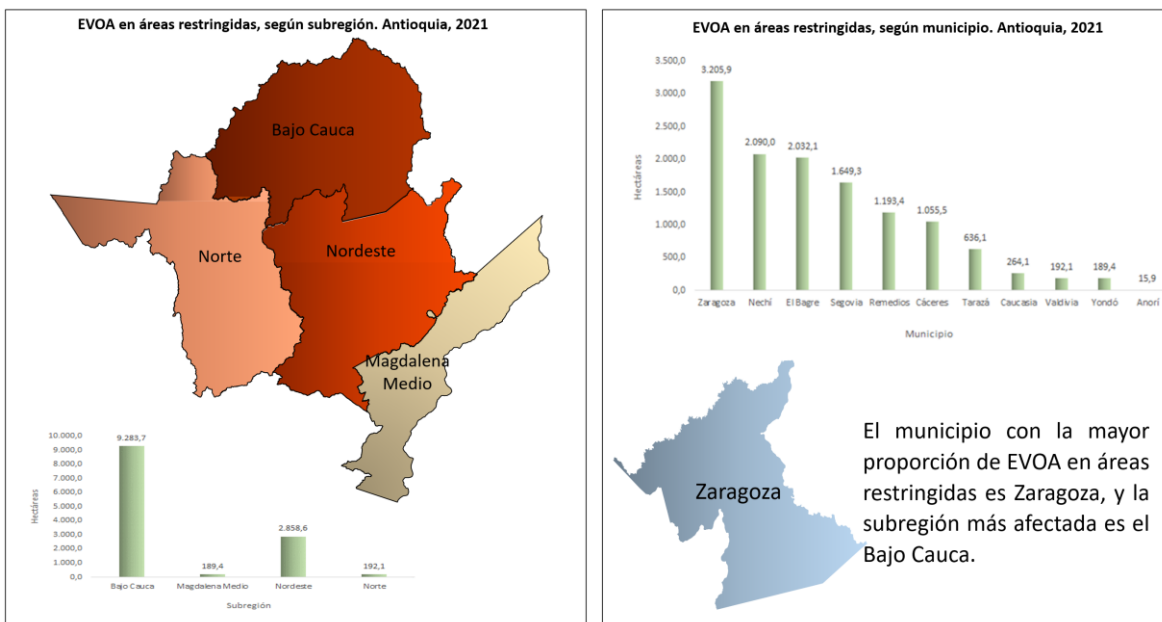 EVOA en áreas restringidas, según subregión. Antioquia, 2021
Bajo Cauca
Norte
Nordeste
Magdalena
Medio
Hectáreas
10.000,0
9.000,0
8.000,0
7.000,0
6.000,0
5.000,0
4.000,0
3.000,0
2.000,0
1.000,0
0,0
9.283,7
189,4
2.858,6
192,1
Bajo Cauca
Magdalena Medio
Nordeste
Norte
Subregión
EVOA en áreas restringidas, según municipio. Antioquia, 2021
Hectáreas
3.500,0
3.000,0
2.500,0
2.000,0
1.500,0
1.000,0
500,0
0,0
3.205,9
2.090,0
2.032,1
1.649,3
1.193,4
1.055,5
636,1
264,1
192,1
189,4
15,9
Zaragoza
Nechí
El Bagre
Segovia
Remedios
Cáceres
Tarazá
Caucasia
Valdivia
Yondó
Anorí
Municipio
Zaragoza
El municipio con la mayor
proporción de EVOA en áreas
restringidas es Zaragoza, y la
subregión más afectada es el
Bajo Cauca.